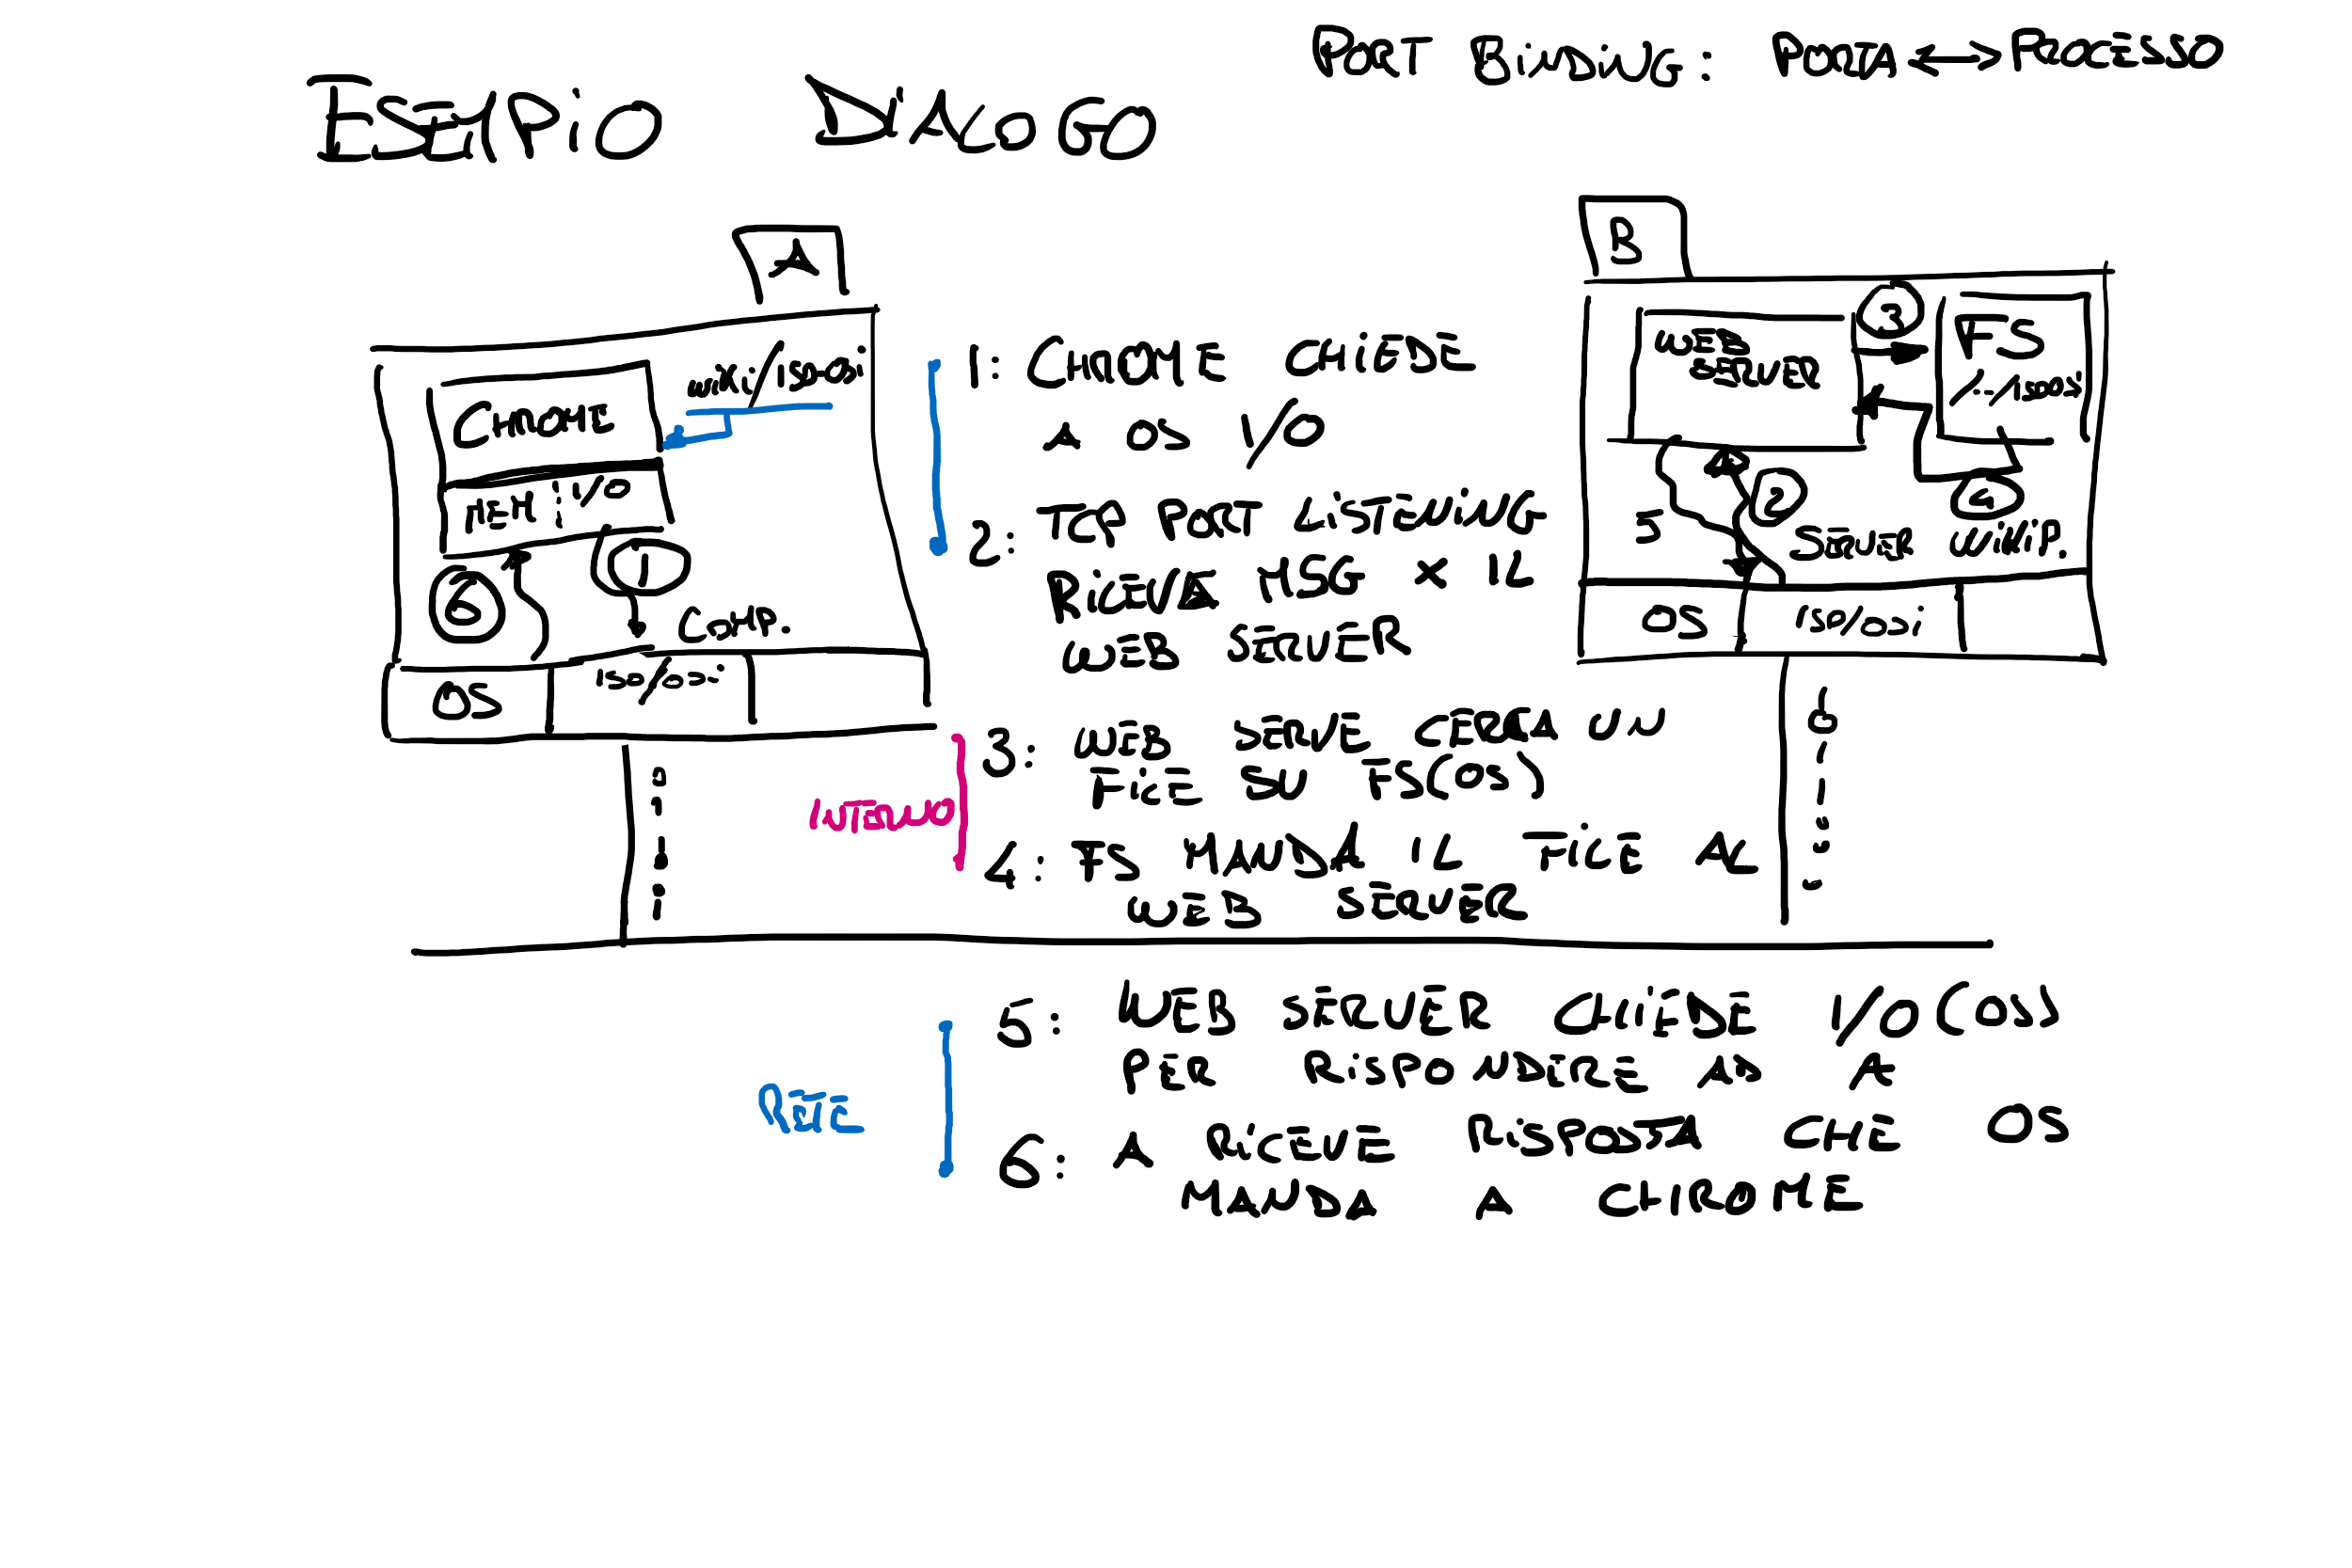 PORT BINDING: PORTA <-> PROCESSO
ESEMPIO DIALOGO
A
B
CHROME
wiki/isoosi
MEM I/O
1
6
COMP.
OS
ISO/OSI
WEB
SERVER
3
FS
--/isoosi
2
4
5
SERVER WIKIP.
OS
ISO/OSI
1: CHROME CHIEDE
A OS I/O
2: TCP PORT LISTENING
RICEVE MSG X IL
WEB SERVER
3: WEB SERVE CERCA UN
FILE SU FS(OS)
INTERNO
4: FS MANDA IL FILE AL
WEB SERVER
5: WEB SERVER CHIEDE I/O (OS)
PER RISPONDERE AD A
RETE
6: A RICEVE RISPOSTA CHE OS
MANDA A CHROME